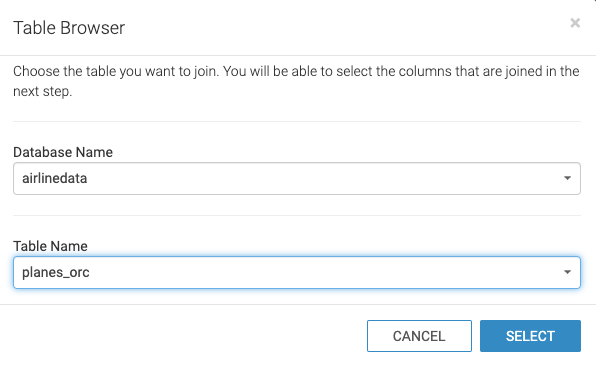 Table Browser
×
Choose the table you want to join. You will be able to select the columns that are joined in the
next step.
Database Name
airlinedata
Table Name
planes_orc
CANCEL SELECT